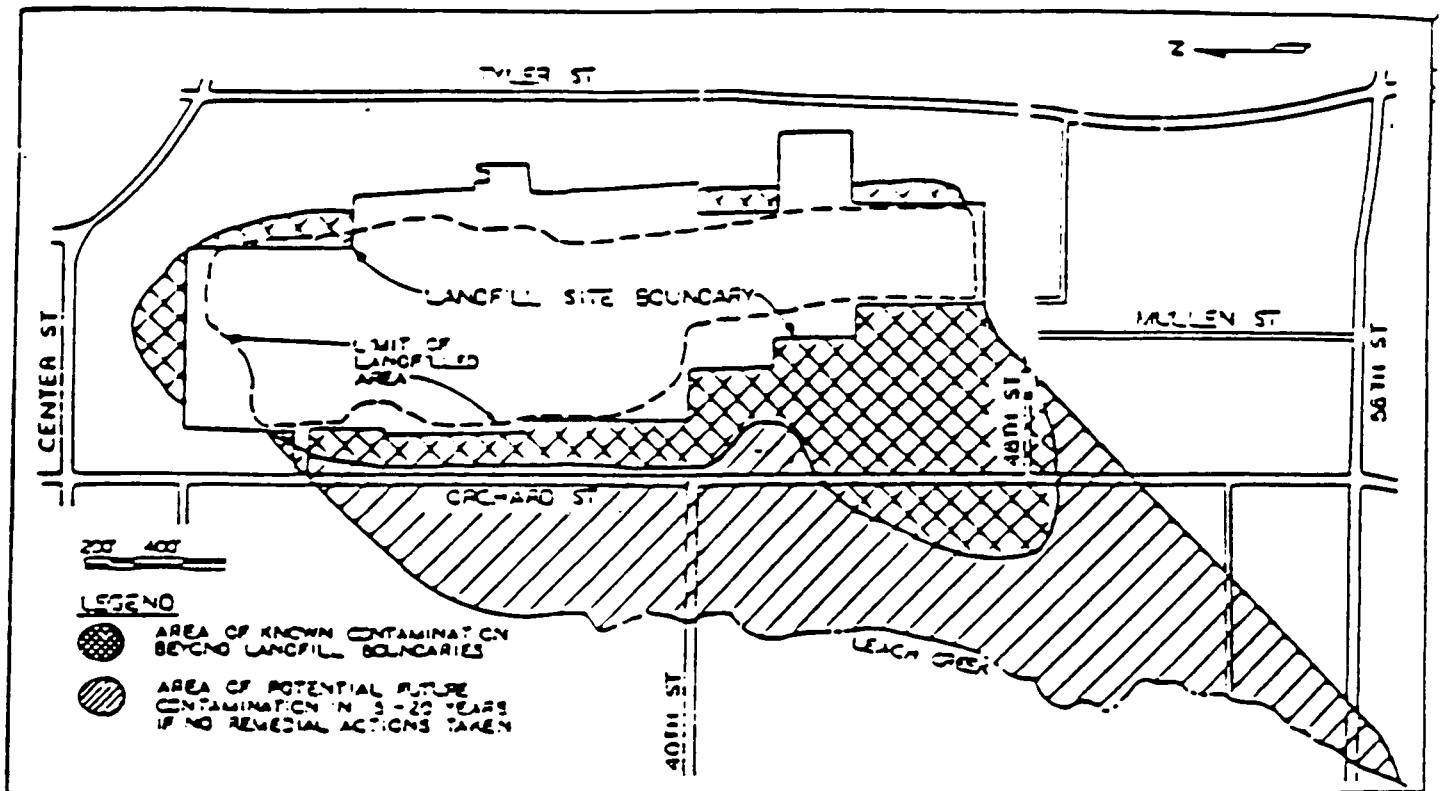 Z
TYLER ST
LANDFILL SITE BOUNDARY
MULLEN ST
LIMIT OF
LANDFILLED
AREA
CENTER ST
48TH ST
56TH ST
ORCHARD ST
200' 400'
LEGEND
AREA OF KNOWN CONTAMINATION
BEYOND LANDFILL BOUNDARIES
LEACH CREEK
AREA OF POTENTIAL FUTURE
CONTAMINATION IN 5-20 YEARS
IF NO REMEDIAL ACTIONS TAKEN
40TH ST